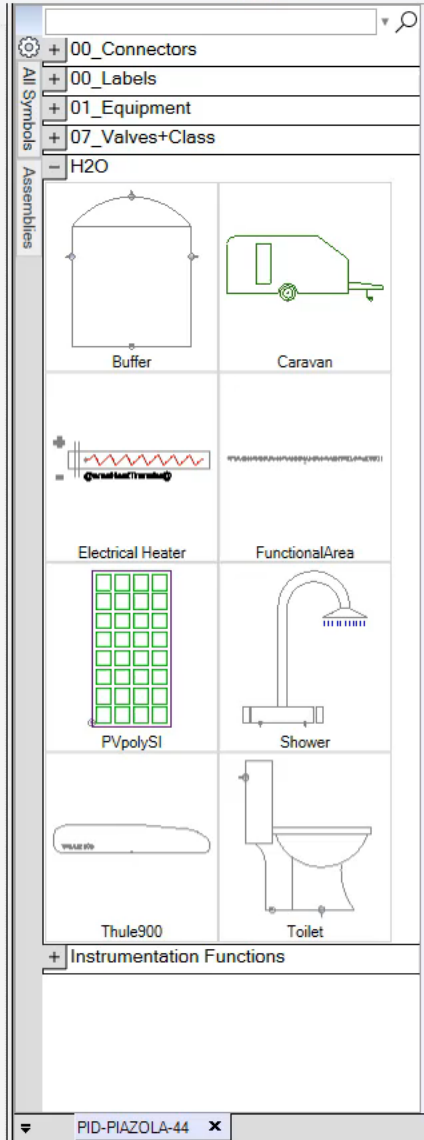 00_Connectors
00_Labels
01_Equipment
07_Valves+Class
H2O
All Symbols
Assemblies
Buffer
Caravan
Electrical Heater
FunctionalArea
PVpolySI
Shower
Thule900
Toilet
Instrumentation Functions
PID-PIAZOLA-44